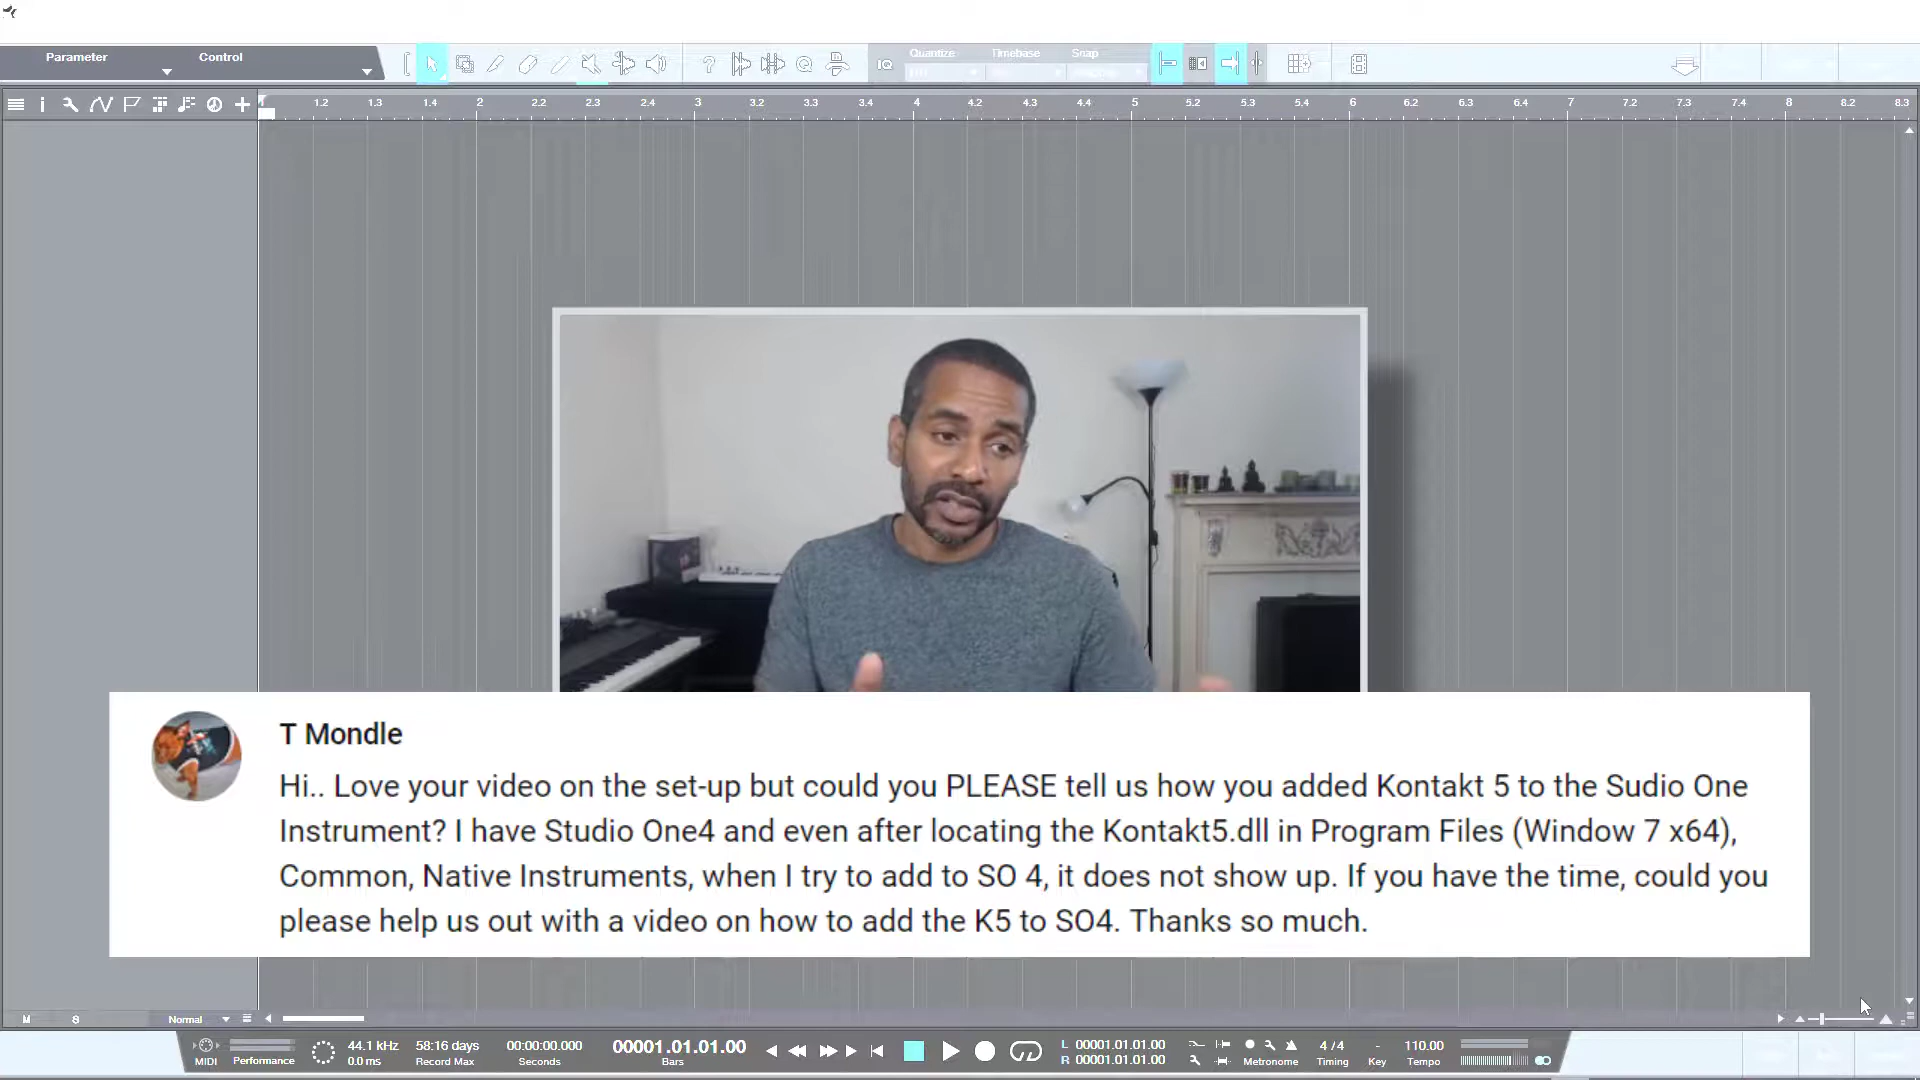 Parameter
Control
Quantize
Timebase
Snap
IQ
1.2 1.3 1.4 2 2.2 2.3 2.4 3 3.2 3.3 3.4 4 4.2 4.3 4.4 5 5.2 5.3 5.4 6 6.2 6.3 6.4 7 7.2 7.3 7.4 8 8.2 8.3
T Mondle
Hi.. Love your video on the set-up but could you PLEASE tell us how you added Kontakt 5 to the Sudio One
Instrument? I have Studio One4 and even after locating the Kontakt5.dll in Program Files (Window 7 x64),
Common, Native Instruments, when I try to add to SO 4, it does not show up. If you have the time, could you
please help us out with a video on how to add the K5 to SO4. Thanks so much.
M S Normal
44.1 kHz 58:16 days 00:00:00.000 00001.01.01.00 L 00001.01.01.00 4 / 4 - 110.00
MIDI Performance 0.0 ms Record Max Seconds Bars R 00001.01.01.00 Metronome Timing Key Tempo